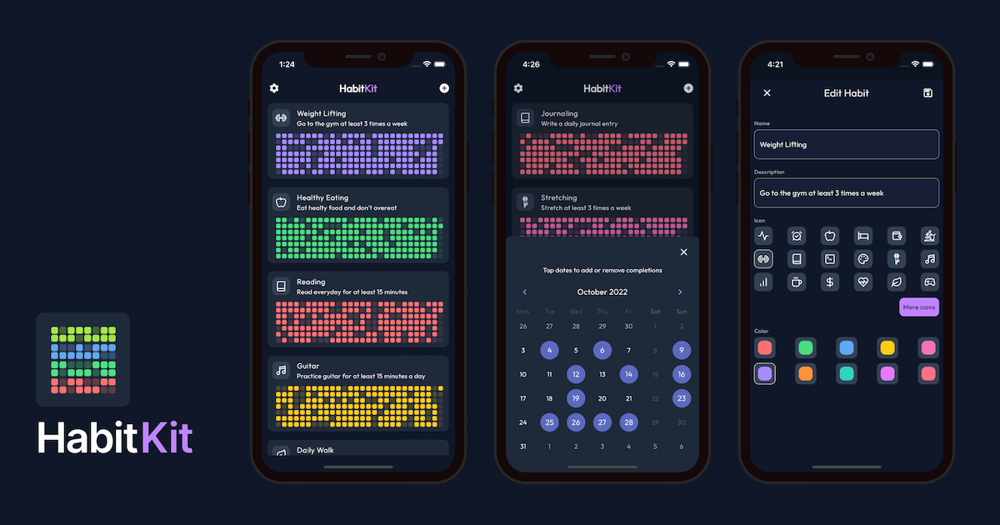 HabitKit
1:24
HabitKit
Weight Lifting
Go to the gym at least 3 times a week
Healthy Eating
Eat healty food and don't overeat
Reading
Read everyday for at least 15 minutes
Guitar
Practice guitar for at least 15 minutes a day
Daily Walk
4:26
HabitKit
Journaling
Write a daily journal entry
Stretching
Stretch at least 3 times a week
Tap dates to add or remove completions
October 2022
Mon Tue Wed Thu Fri Sat Sun
26 27 28 29 30 1 2
3 4 5 6 7 8 9
10 11 12 13 14 15 16
17 18 19 20 21 22 23
24 25 26 27 28 29 30
31 1 2 3 4 5 6
4:21
Edit Habit
Name
Weight Lifting
Description
Go to the gym at least 3 times a week
Icon
More icons
Color